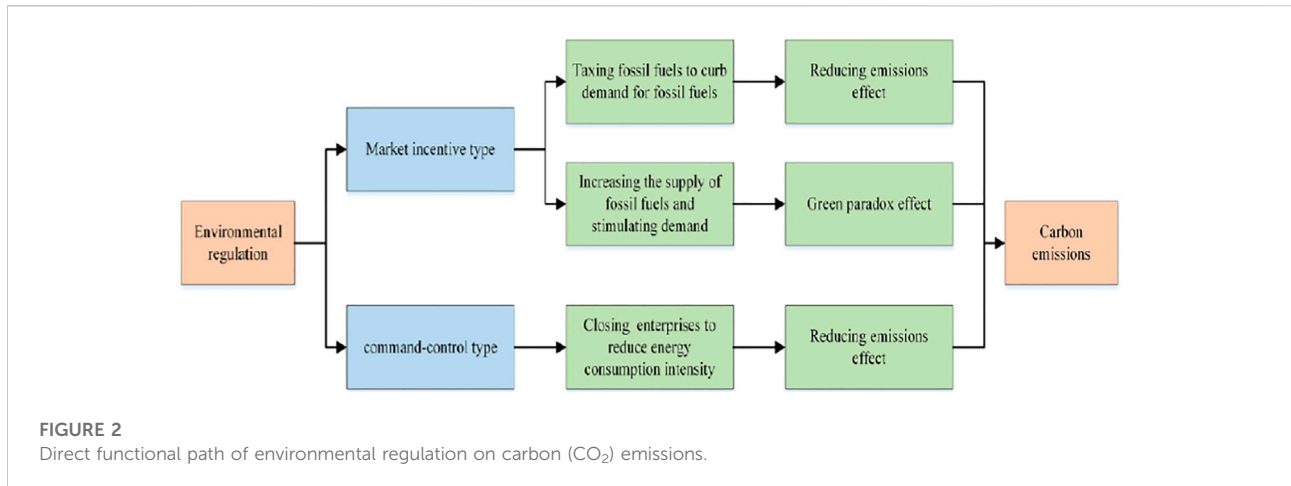 Taxing fossil fuels to curb
demand for fossil fuels
Reducing emissions
effect
Market incentive type
Increasing the supply of
fossil fuels and
stimulating demand
Green paradox effect
Environmental
regulation
Carbon
emissions
command-control type
Closing enterprises to
reduce energy
consumption intensity
Reducing emissions
effect
FIGURE 2
Direct functional path of environmental regulation on carbon (CO₂) emissions.